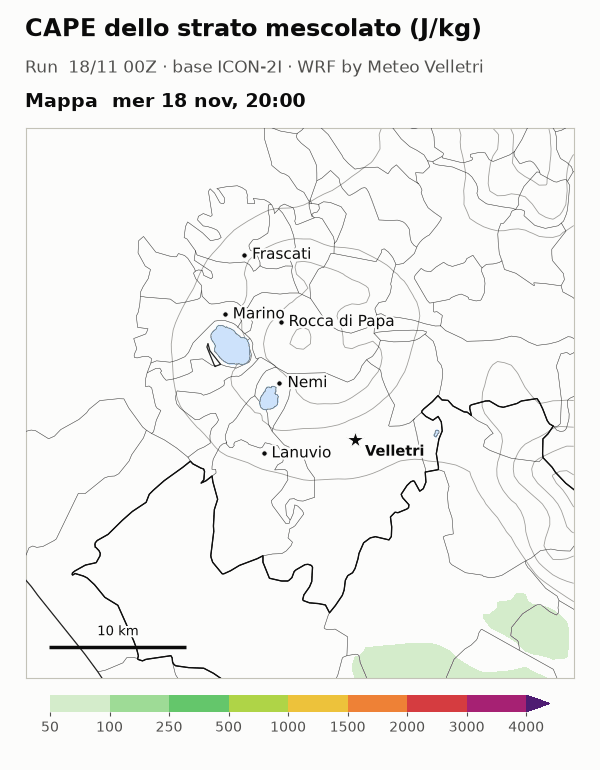 CAPE dello strato mescolato (J/kg)
Run  18/11 00Z · base ICON-2I · WRF by Meteo Velletri
Mappa  mer 18 nov, 20:00
Frascati
Marino
Rocca di Papa
Nemi
Velletri
Lanuvio
10 km
50 100 250 500 1000 1500 2000 3000 4000